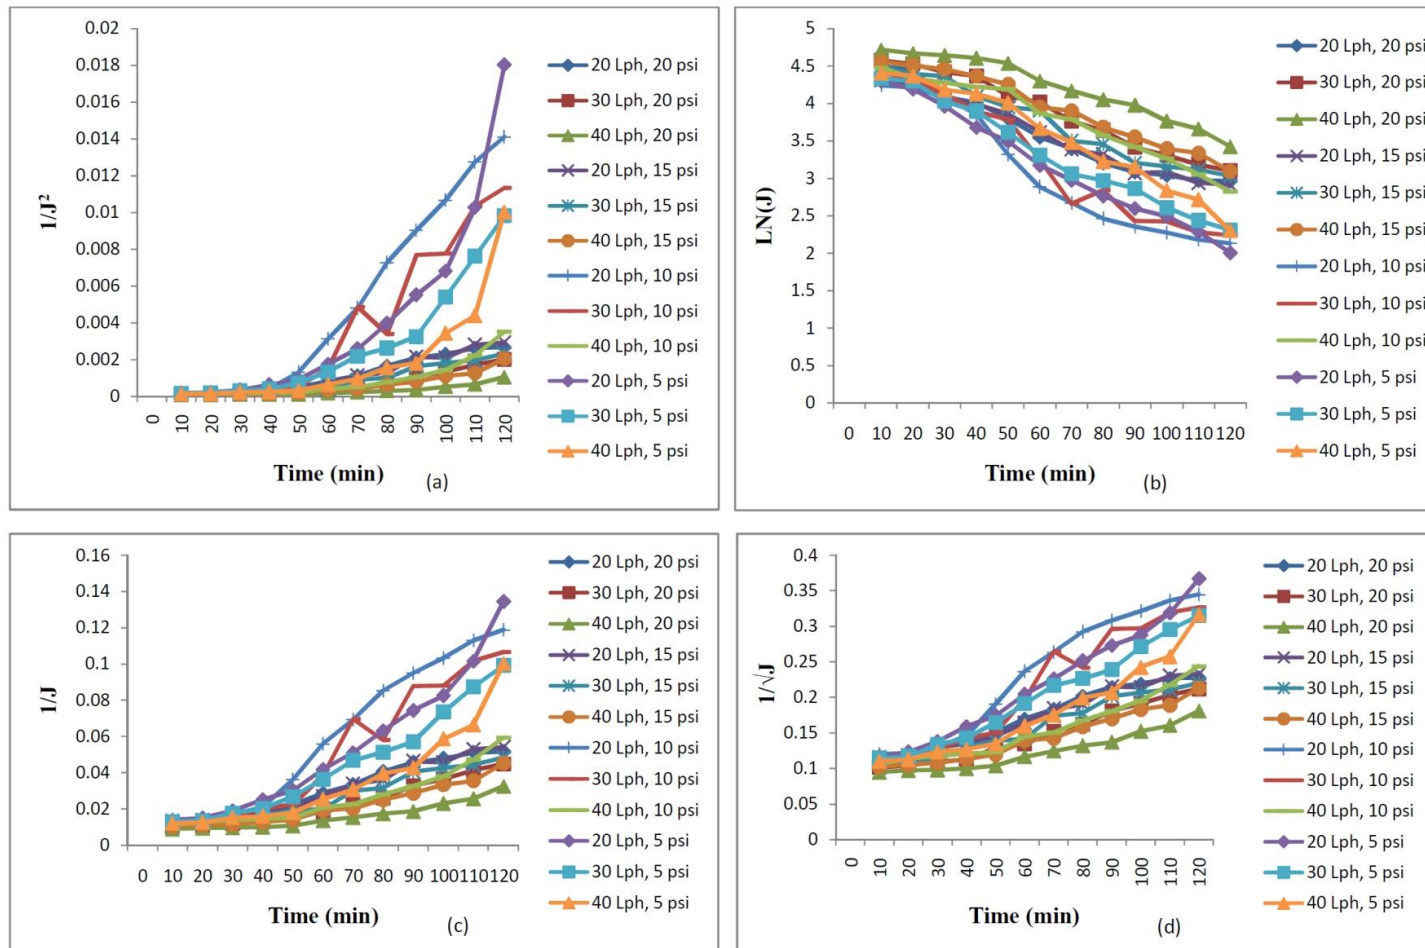 0.02
0.018
0.016
0.014
0.012
0.01
0.008
0.006
0.004
0.002
0
1/J²
0 10 20 30 40 50 60 70 80 90 100 110 120
Time (min)
(a)
20 Lph, 20 psi
30 Lph, 20 psi
40 Lph, 20 psi
20 Lph, 15 psi
30 Lph, 15 psi
40 Lph, 15 psi
20 Lph, 10 psi
30 Lph, 10 psi
40 Lph, 10 psi
20 Lph, 5 psi
30 Lph, 5 psi
40 Lph, 5 psi
5
4.5
4
3.5
3
2.5
2
1.5
1
0.5
0
LN(J)
0 10 20 30 40 50 60 70 80 90 100 110 120
Time (min)
(b)
20 Lph, 20 psi
30 Lph, 20 psi
40 Lph, 20 psi
20 Lph, 15 psi
30 Lph, 15 psi
40 Lph, 15 psi
20 Lph, 10 psi
30 Lph, 10 psi
40 Lph, 10 psi
20 Lph, 5 psi
30 Lph, 5 psi
40 Lph, 5 psi
0.16
0.14
0.12
0.1
0.08
0.06
0.04
0.02
0
1/J
0 10 20 30 40 50 60 70 80 90 100 110 120
Time (min)
(c)
20 Lph, 20 psi
30 Lph, 20 psi
40 Lph, 20 psi
20 Lph, 15 psi
30 Lph, 15 psi
40 Lph, 15 psi
20 Lph, 10 psi
30 Lph, 10 psi
40 Lph, 10 psi
20 Lph, 5 psi
30 Lph, 5 psi
40 Lph, 5 psi
0.4
0.35
0.3
0.25
0.2
0.15
0.1
0.05
0
1/√J
0 10 20 30 40 50 60 70 80 90 100 110 120
Time (min)
(d)
20 Lph, 20 psi
30 Lph, 20 psi
40 Lph, 20 psi
20 Lph, 15 psi
30 Lph, 15 psi
40 Lph, 15 psi
20 Lph, 10 psi
30 Lph, 10 psi
40 Lph, 10 psi
20 Lph, 5 psi
30 Lph, 5 psi
40 Lph, 5 psi